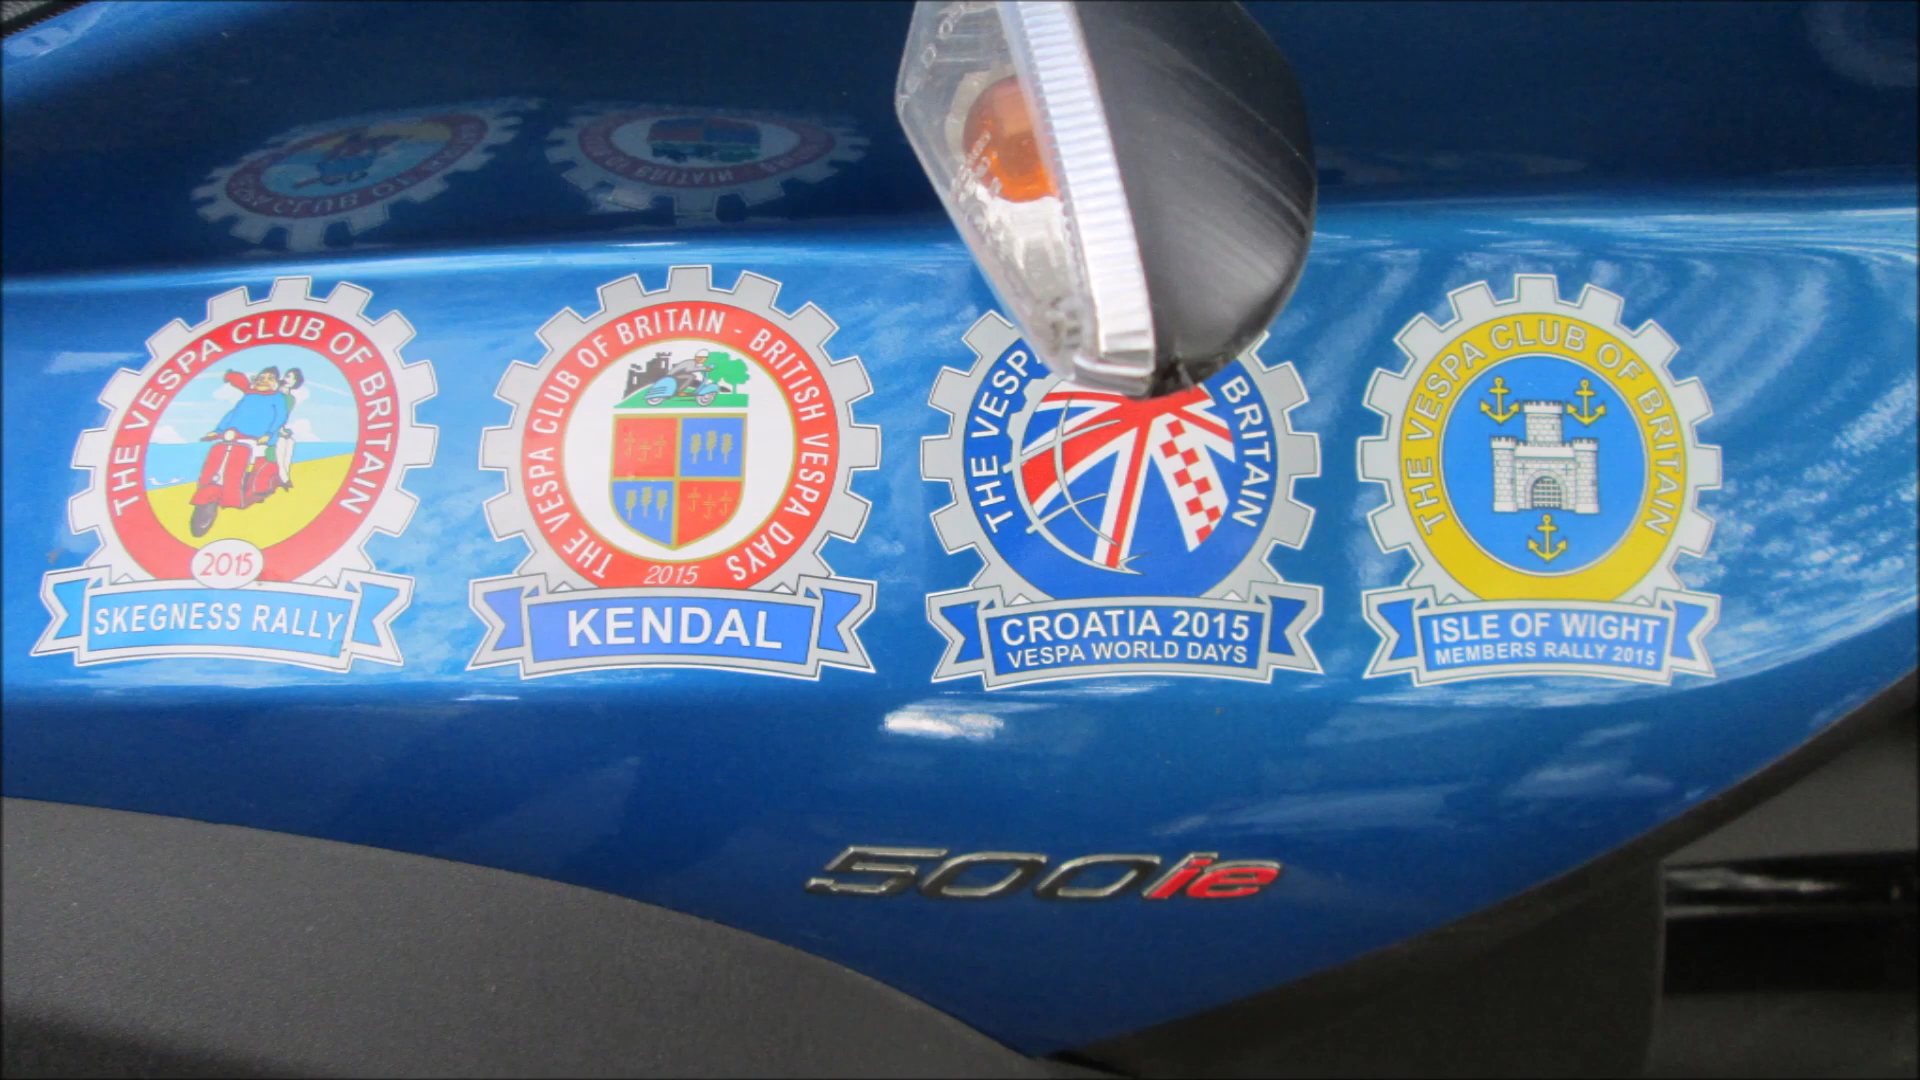 THE VESPA CLUB OF BRITAIN
2015
SKEGNESS RALLY
THE VESPA CLUB OF BRITAIN - BRITISH VESPA DAYS
2015
KENDAL
THE VESP
BRITAIN
CROATIA 2015
VESPA WORLD DAYS
THE VESPA CLUB OF BRITAIN
ISLE OF WIGHT
MEMBERS RALLY 2015
500ie